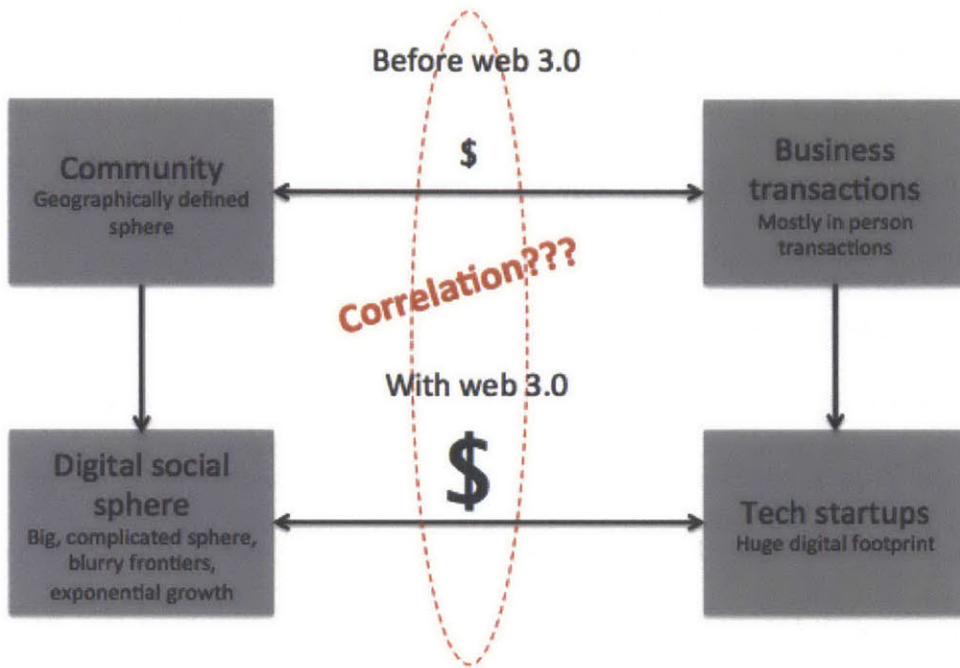 Before web 3.0
Community
Geographically defined
sphere
$
Business
transactions
Mostly in person
transactions
Correlation???
With web 3.0
Digital social
sphere
Big, complicated sphere,
blurry frontiers,
exponential growth
$
Tech startups
Huge digital footprint